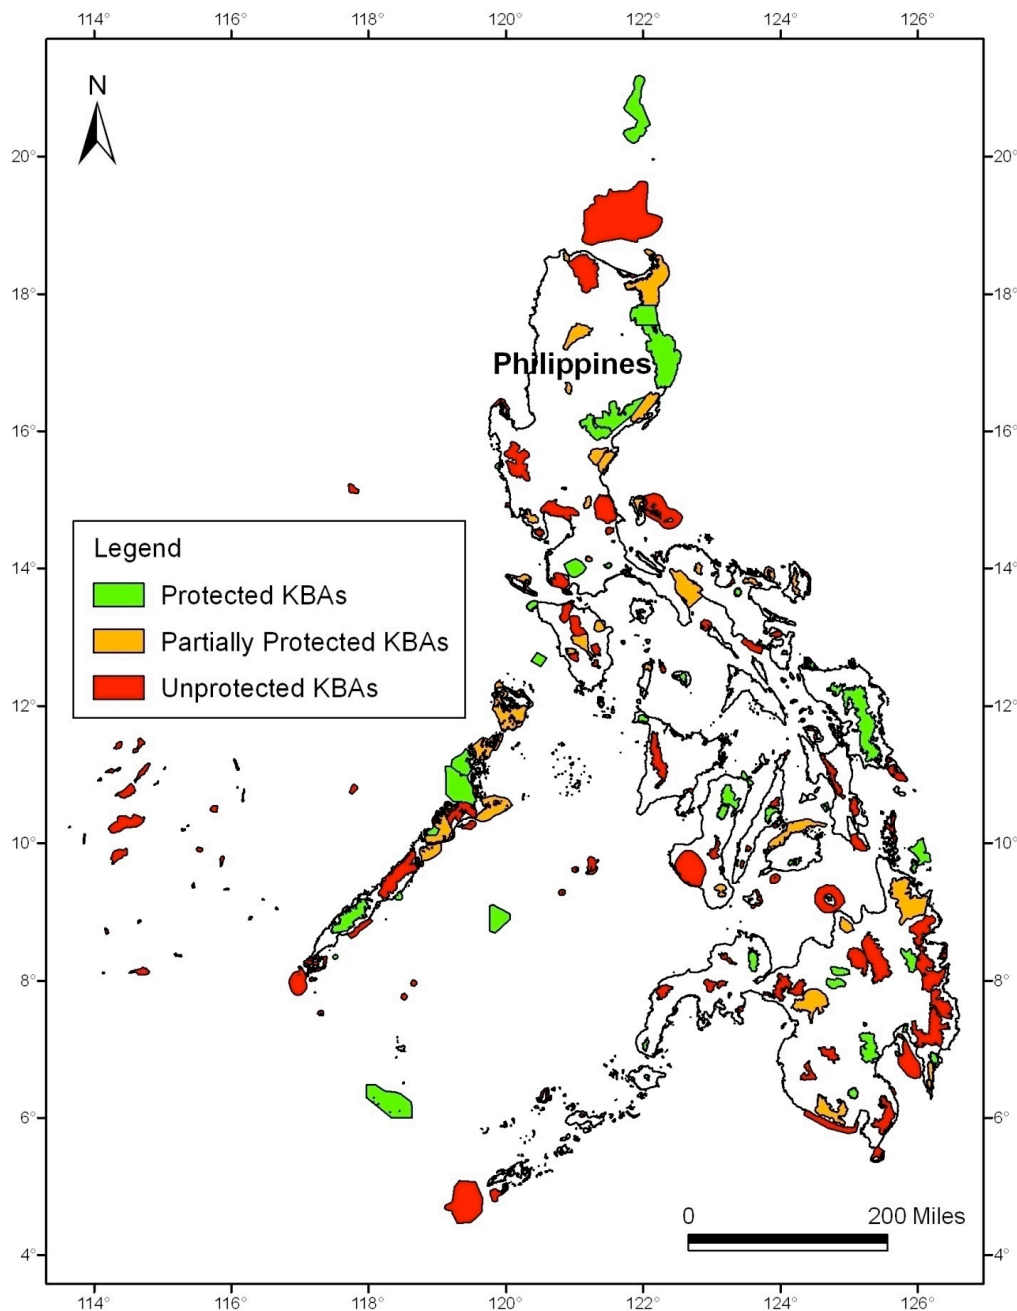 114° 116° 118° 120° 122° 124° 126°
N
20° 20°
18° 18°
Philippines
16° 16°
Legend
14° 14°
Protected KBAs
Partially Protected KBAs
Unprotected KBAs
12° 12°
10° 10°
8° 8°
6° 6°
0 200 Miles
4° 4°
114° 116° 118° 120° 122° 124° 126°